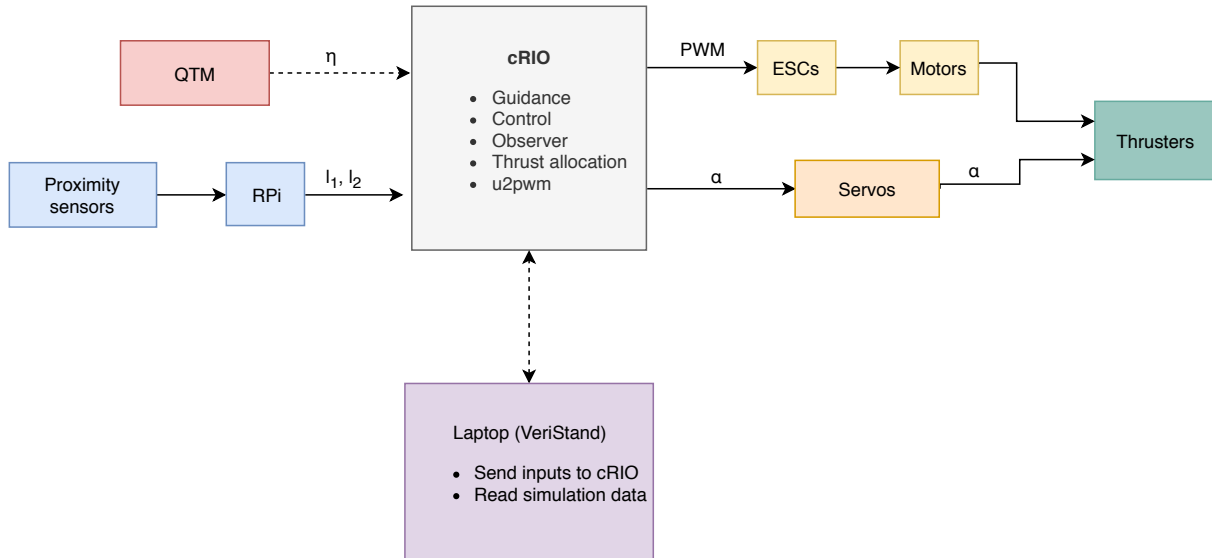 QTM
η
cRIO
Guidance
Control
Observer
Thrust allocation
u2pwm
PWM
ESCs
Motors
Thrusters
Proximity
sensors
RPi
l₁, l₂
α
Servos
α
Laptop (VeriStand)
Send inputs to cRIO
Read simulation data